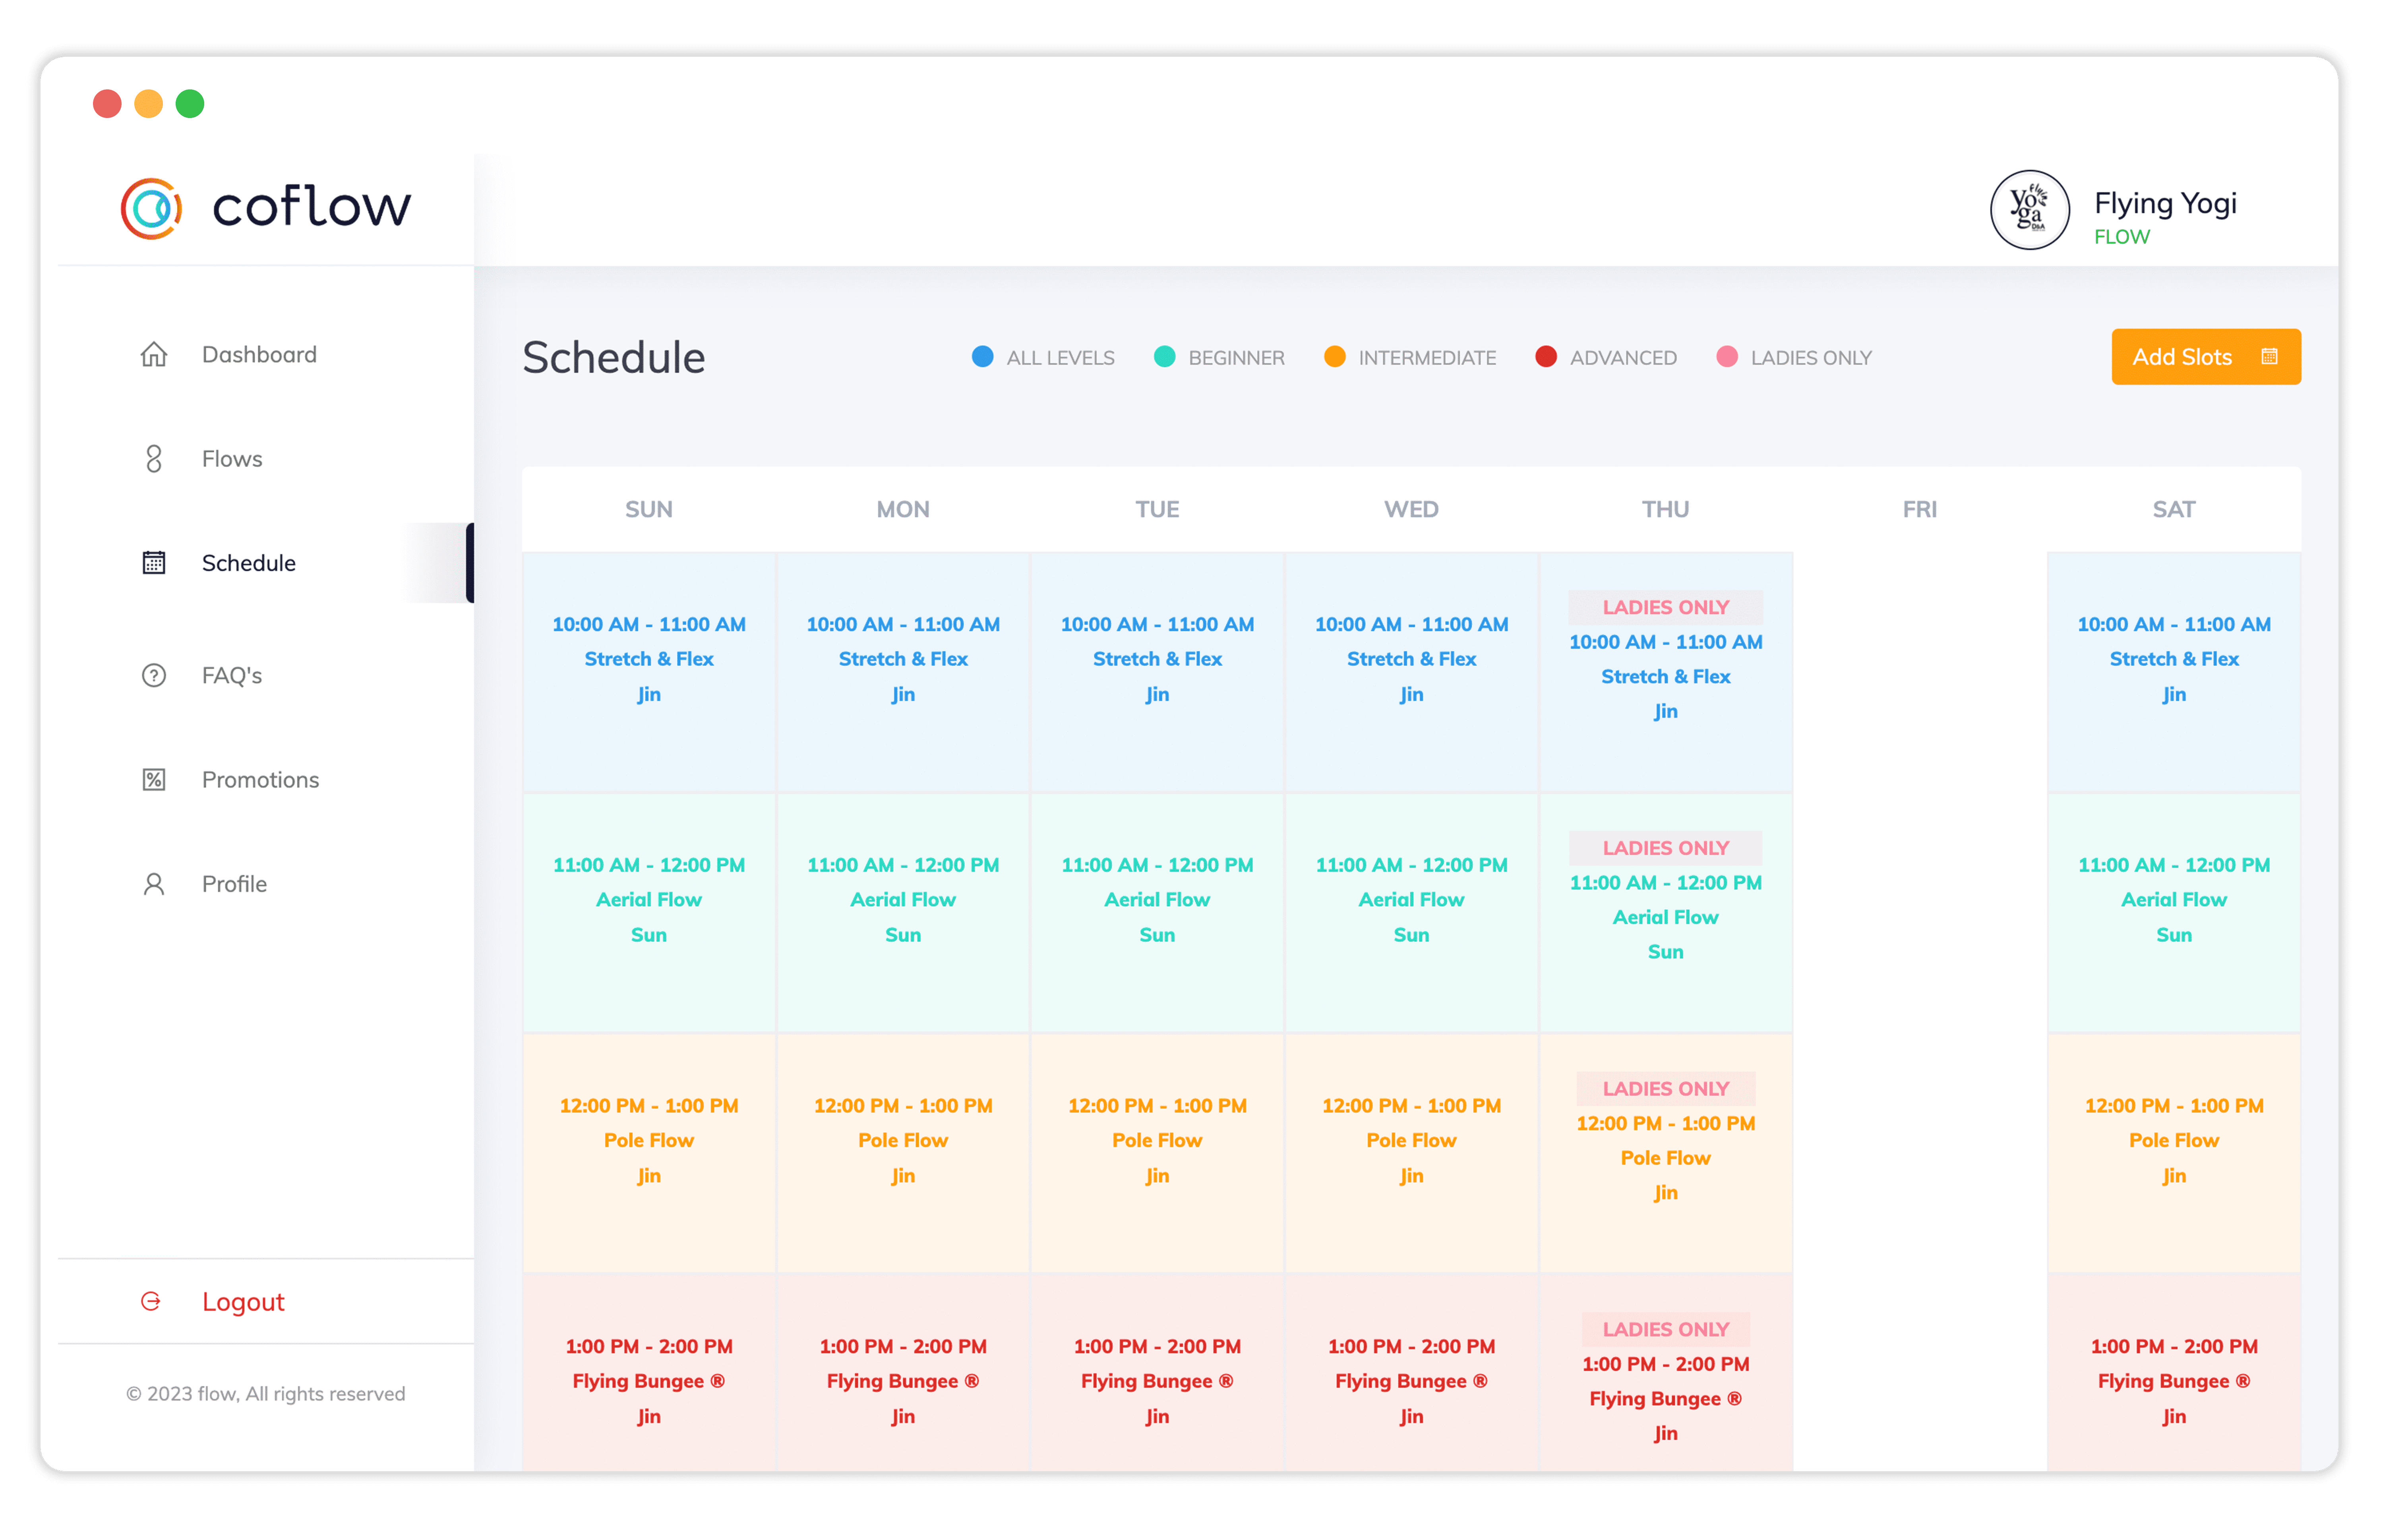 coflow
Flying Yogi
FLOW
Dashboard
Flows
Schedule
FAQ's
Promotions
Profile
Logout
© 2023 flow, All rights reserved
Schedule
ALL LEVELS BEGINNER INTERMEDIATE ADVANCED LADIES ONLY
Add Slots
SUN MON TUE WED THU FRI SAT
10:00 AM - 11:00 AM
Stretch & Flex
Jin
10:00 AM - 11:00 AM
Stretch & Flex
Jin
10:00 AM - 11:00 AM
Stretch & Flex
Jin
10:00 AM - 11:00 AM
Stretch & Flex
Jin
LADIES ONLY
10:00 AM - 11:00 AM
Stretch & Flex
Jin
10:00 AM - 11:00 AM
Stretch & Flex
Jin
11:00 AM - 12:00 PM
Aerial Flow
Sun
11:00 AM - 12:00 PM
Aerial Flow
Sun
11:00 AM - 12:00 PM
Aerial Flow
Sun
11:00 AM - 12:00 PM
Aerial Flow
Sun
LADIES ONLY
11:00 AM - 12:00 PM
Aerial Flow
Sun
11:00 AM - 12:00 PM
Aerial Flow
Sun
12:00 PM - 1:00 PM
Pole Flow
Jin
12:00 PM - 1:00 PM
Pole Flow
Jin
12:00 PM - 1:00 PM
Pole Flow
Jin
12:00 PM - 1:00 PM
Pole Flow
Jin
LADIES ONLY
12:00 PM - 1:00 PM
Pole Flow
Jin
12:00 PM - 1:00 PM
Pole Flow
Jin
1:00 PM - 2:00 PM
Flying Bungee ®
Jin
1:00 PM - 2:00 PM
Flying Bungee ®
Jin
1:00 PM - 2:00 PM
Flying Bungee ®
Jin
1:00 PM - 2:00 PM
Flying Bungee ®
Jin
LADIES ONLY
1:00 PM - 2:00 PM
Flying Bungee ®
Jin
1:00 PM - 2:00 PM
Flying Bungee ®
Jin